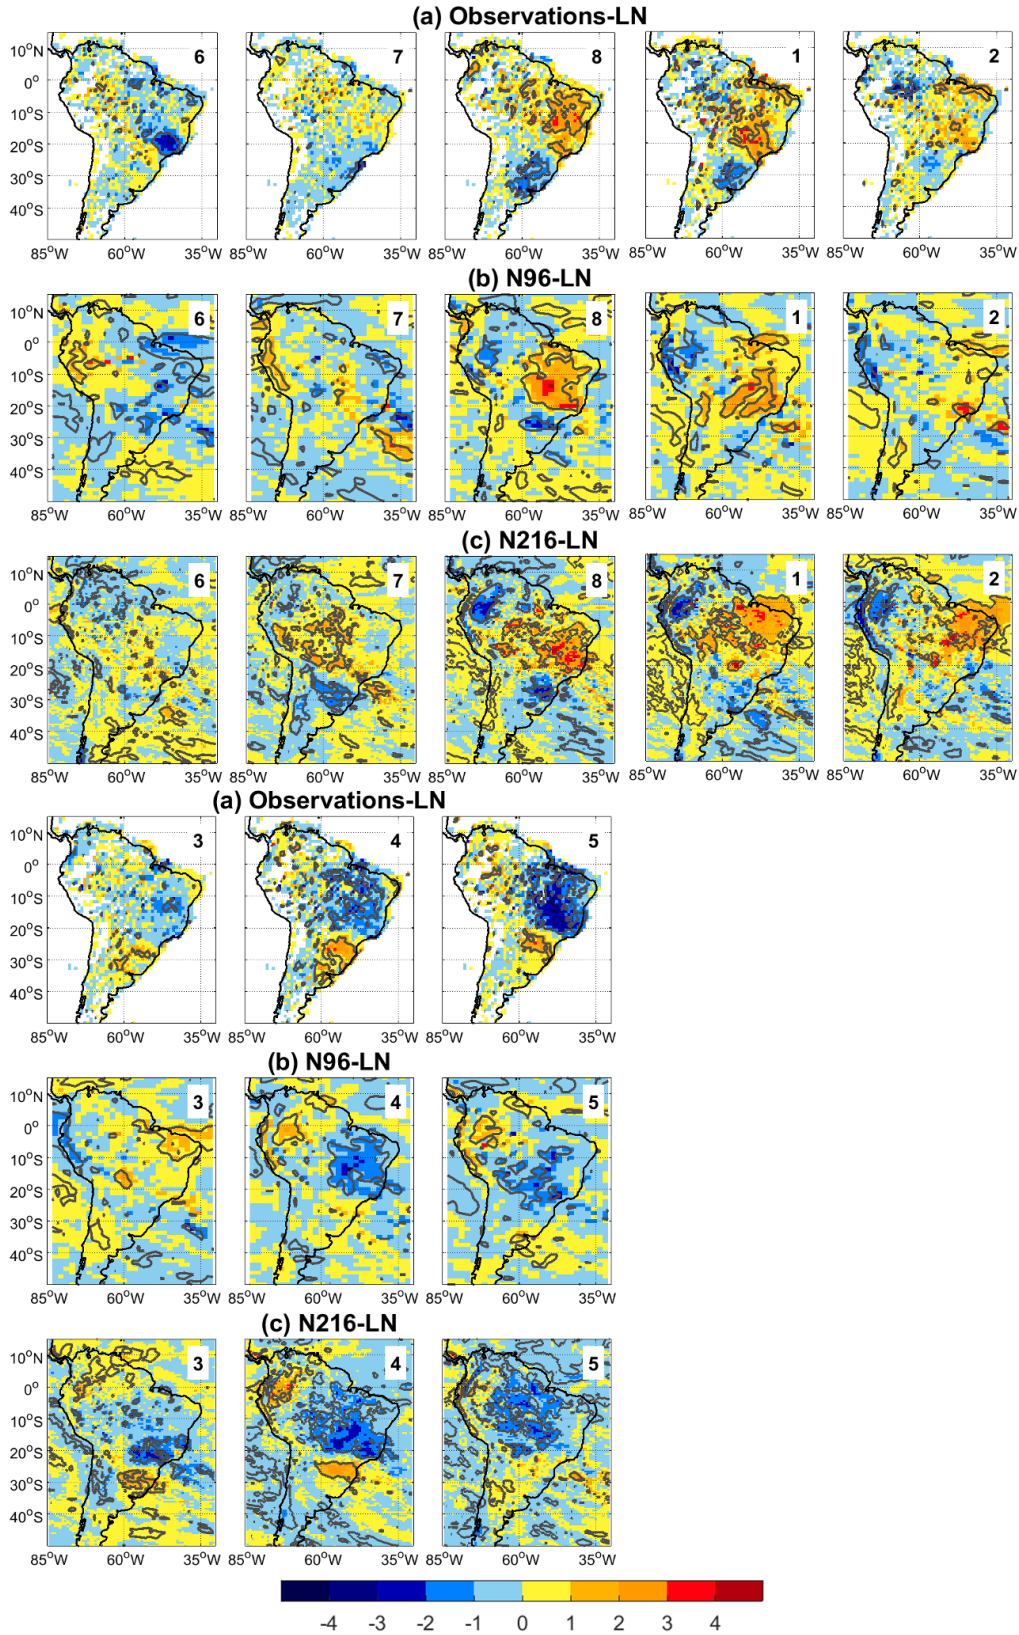 (a) Observations-LN
6 7 8 1 2
10°N
0°
10°S
20°S
30°S
40°S
85°W 60°W 35°W 85°W 60°W 35°W 85°W 60°W 35°W 85°W 60°W 35°W 85°W 60°W 35°W
(b) N96-LN
6 7 8 1 2
10°N
0°
10°S
20°S
30°S
40°S
85°W 60°W 35°W 85°W 60°W 35°W 85°W 60°W 35°W 85°W 60°W 35°W 85°W 60°W 35°W
(c) N216-LN
6 7 8 1 2
10°N
0°
10°S
20°S
30°S
40°S
85°W 60°W 35°W 85°W 60°W 35°W 85°W 60°W 35°W 85°W 60°W 35°W 85°W 60°W 35°W
(a) Observations-LN
3 4 5
10°N
0°
10°S
20°S
30°S
40°S
85°W 60°W 35°W 85°W 60°W 35°W 85°W 60°W 35°W
(b) N96-LN
3 4 5
10°N
0°
10°S
20°S
30°S
40°S
85°W 60°W 35°W 85°W 60°W 35°W 85°W 60°W 35°W
(c) N216-LN
3 4 5
10°N
0°
10°S
20°S
30°S
40°S
85°W 60°W 35°W 85°W 60°W 35°W 85°W 60°W 35°W
-4 -3 -2 -1 0 1 2 3 4